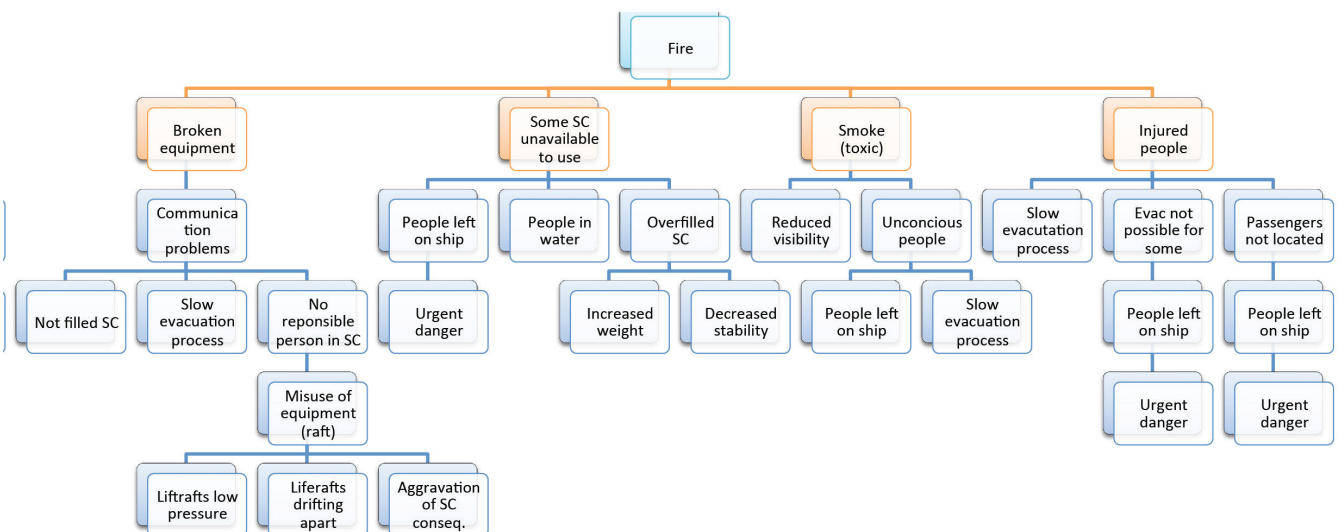 Fire
Broken
equipment
Some SC
unavailable
to use
Smoke
(toxic)
Injured
people
Communica
tion
problems
People left
on ship
People in
water
Overfilled
SC
Reduced
visibility
Unconcious
people
Slow
evacutation
process
Evac not
possible for
some
Passengers
not located
Not filled SC
Slow
evacuation
process
No
reponsible
person in SC
Urgent
danger
Increased
weight
Decreased
stability
People left
on ship
Slow
evacuation
process
People left
on ship
People left
on ship
Misuse of
equipment
(raft)
Urgent
danger
Urgent
danger
Liftrafts low
pressure
Liferafts
drifting
apart
Aggravation
of SC
conseq.